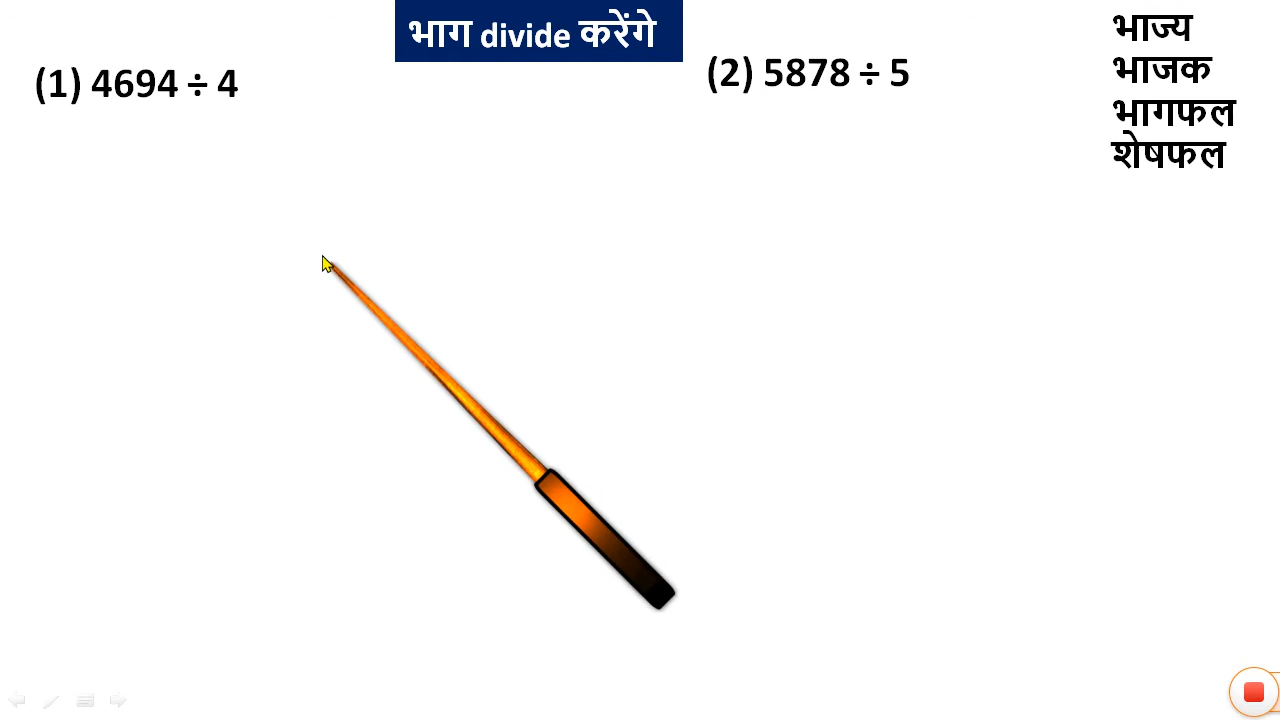 भाग divide करेंगे
(1) 4694 ÷ 4
(2) 5878 ÷ 5
भाज्य
भाजक
भागफल
शेषफल